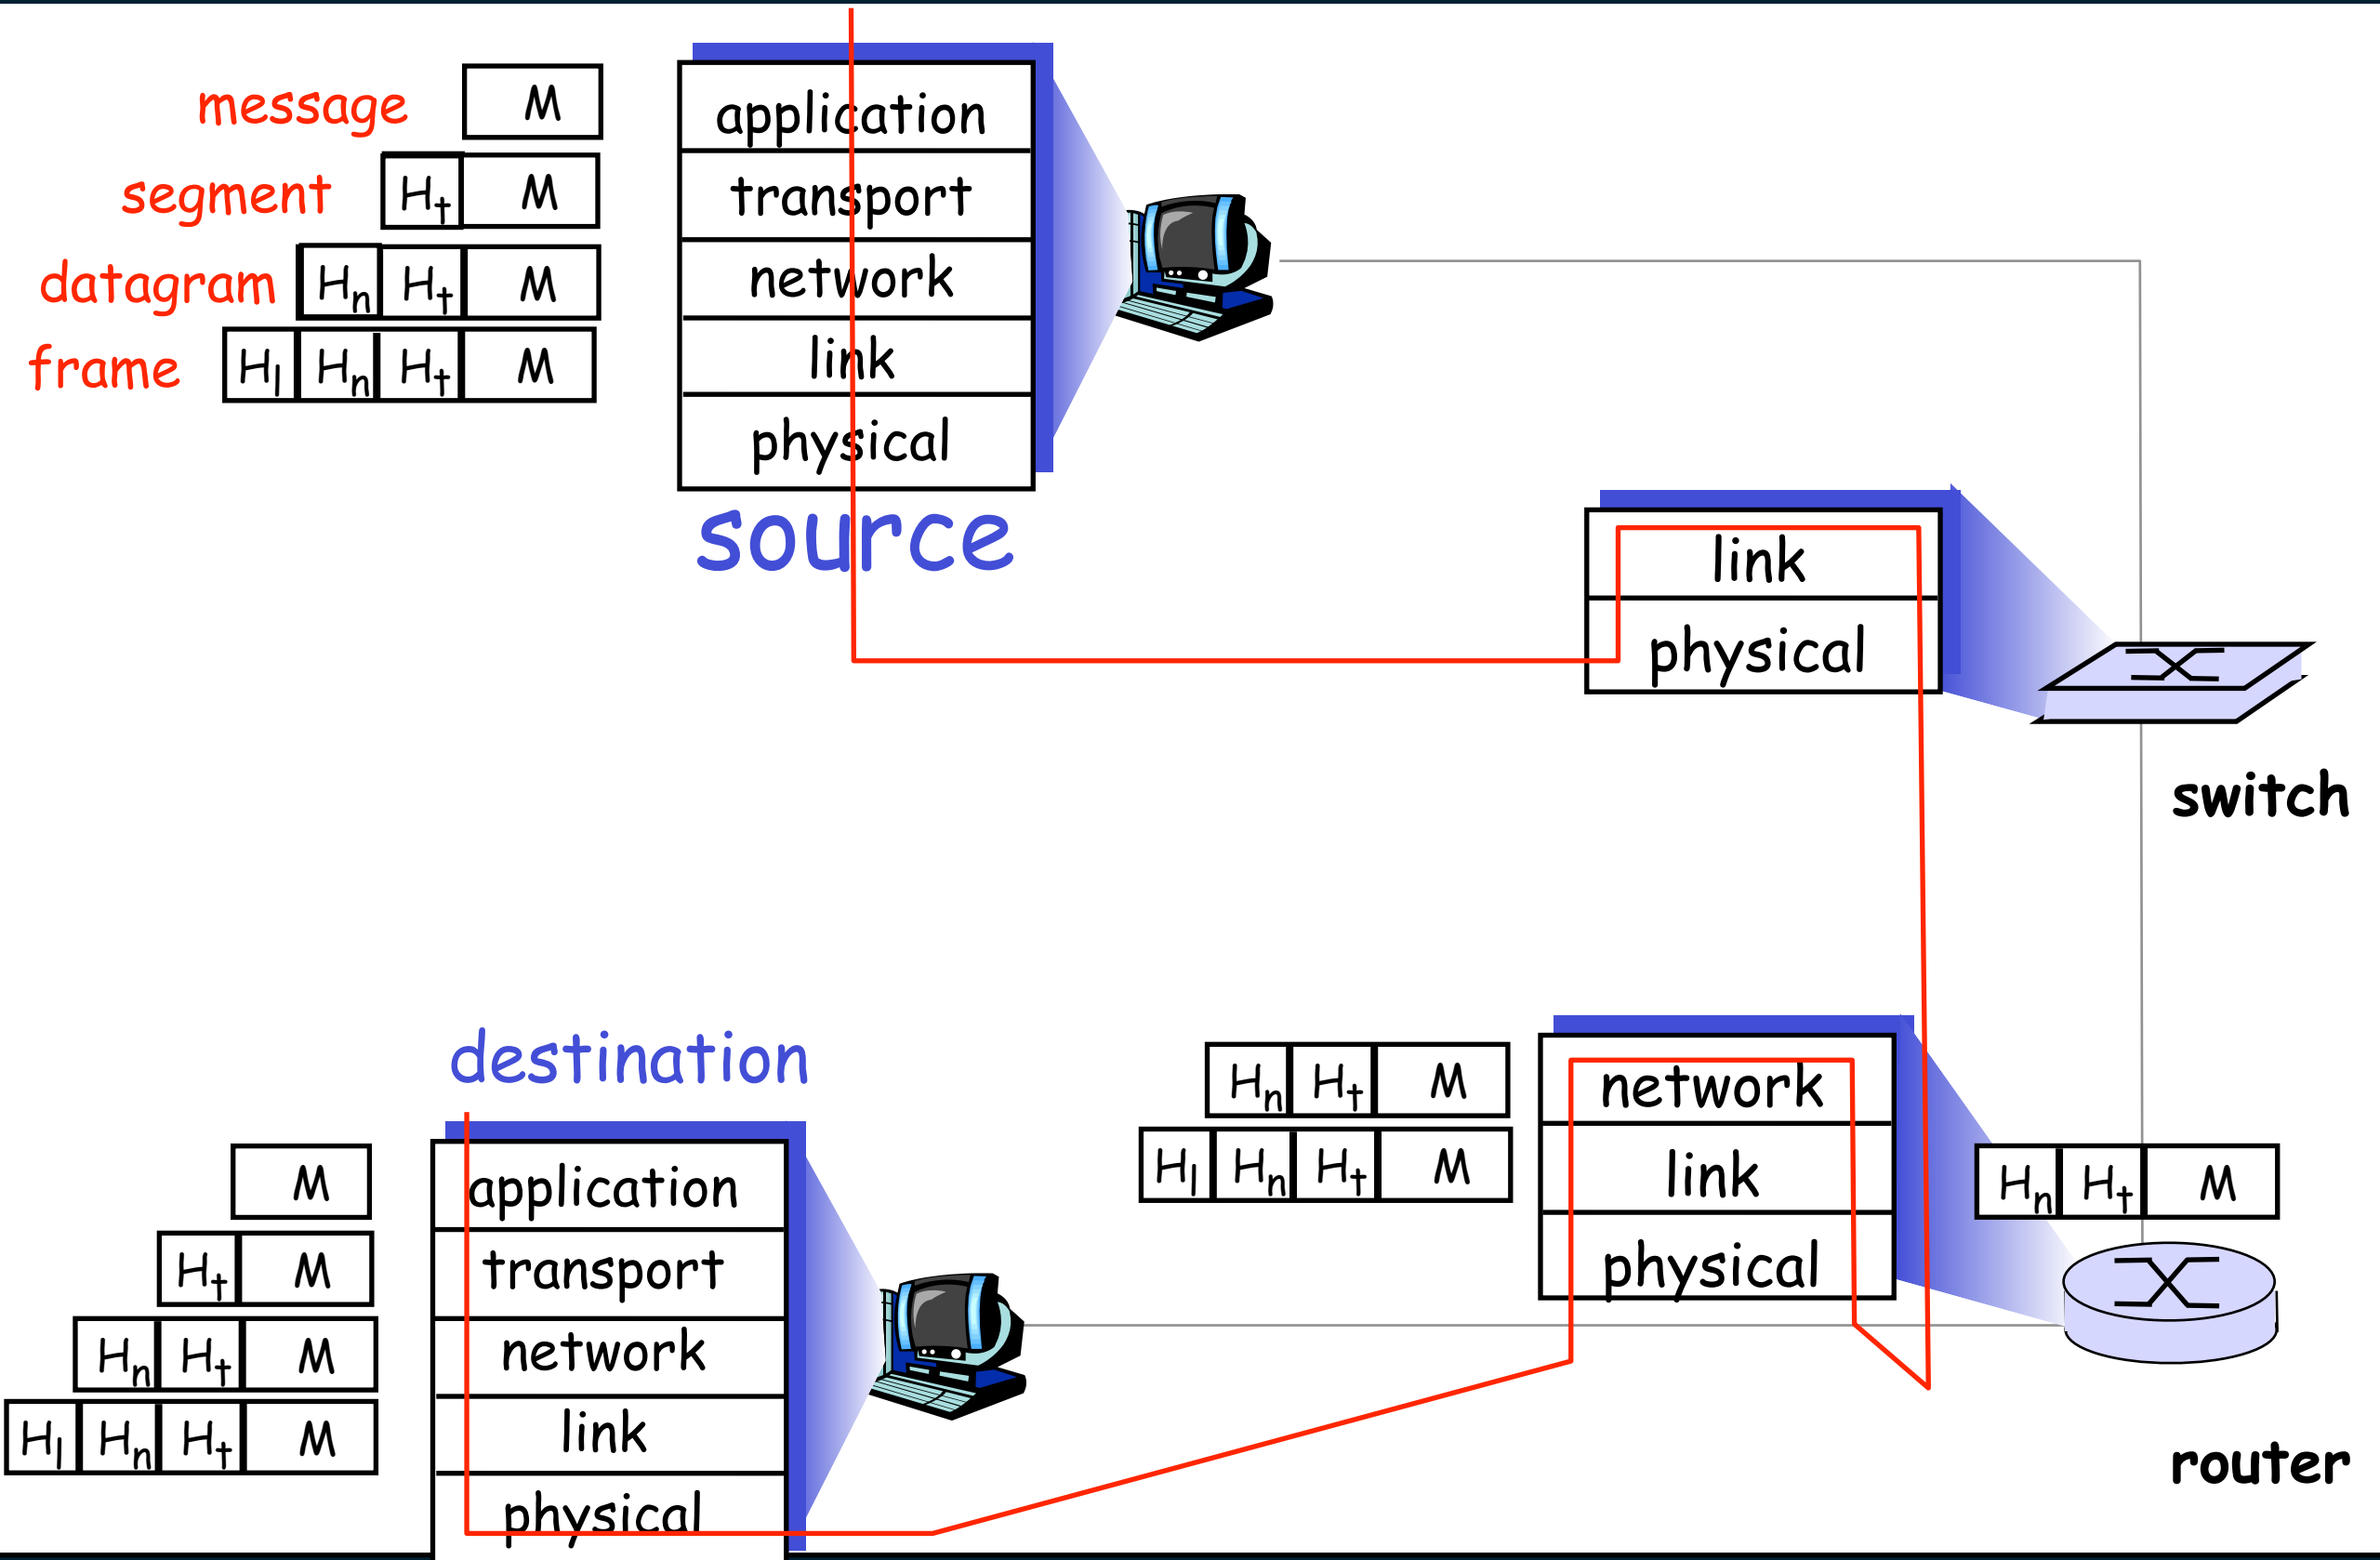 message M
segment Ht M
datagram Hn Ht M
frame Hl Hn Ht M
application
transport
network
link
physical
source
link
physical
switch
destination
M
Ht M
Hn Ht M
Hl Hn Ht M
application
transport
network
link
physical
Hn Ht M
Hl Hn Ht M
network
link
physical
Hn Ht M
router